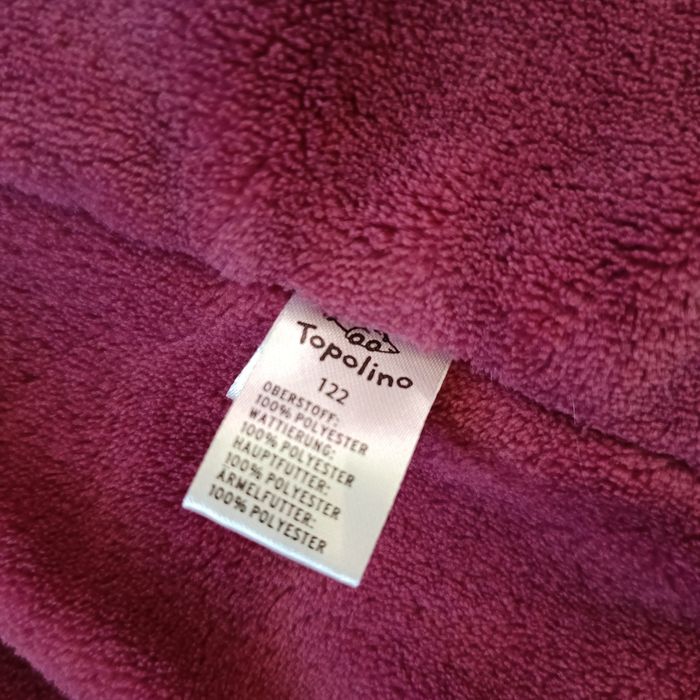 Topolino
122
OBERSTOFF:
100% POLYESTER
WATTIERUNG:
100% POLYESTER
HAUPTFUTTER:
100% POLYESTER
ÄRMELFUTTER:
100% POLYESTER